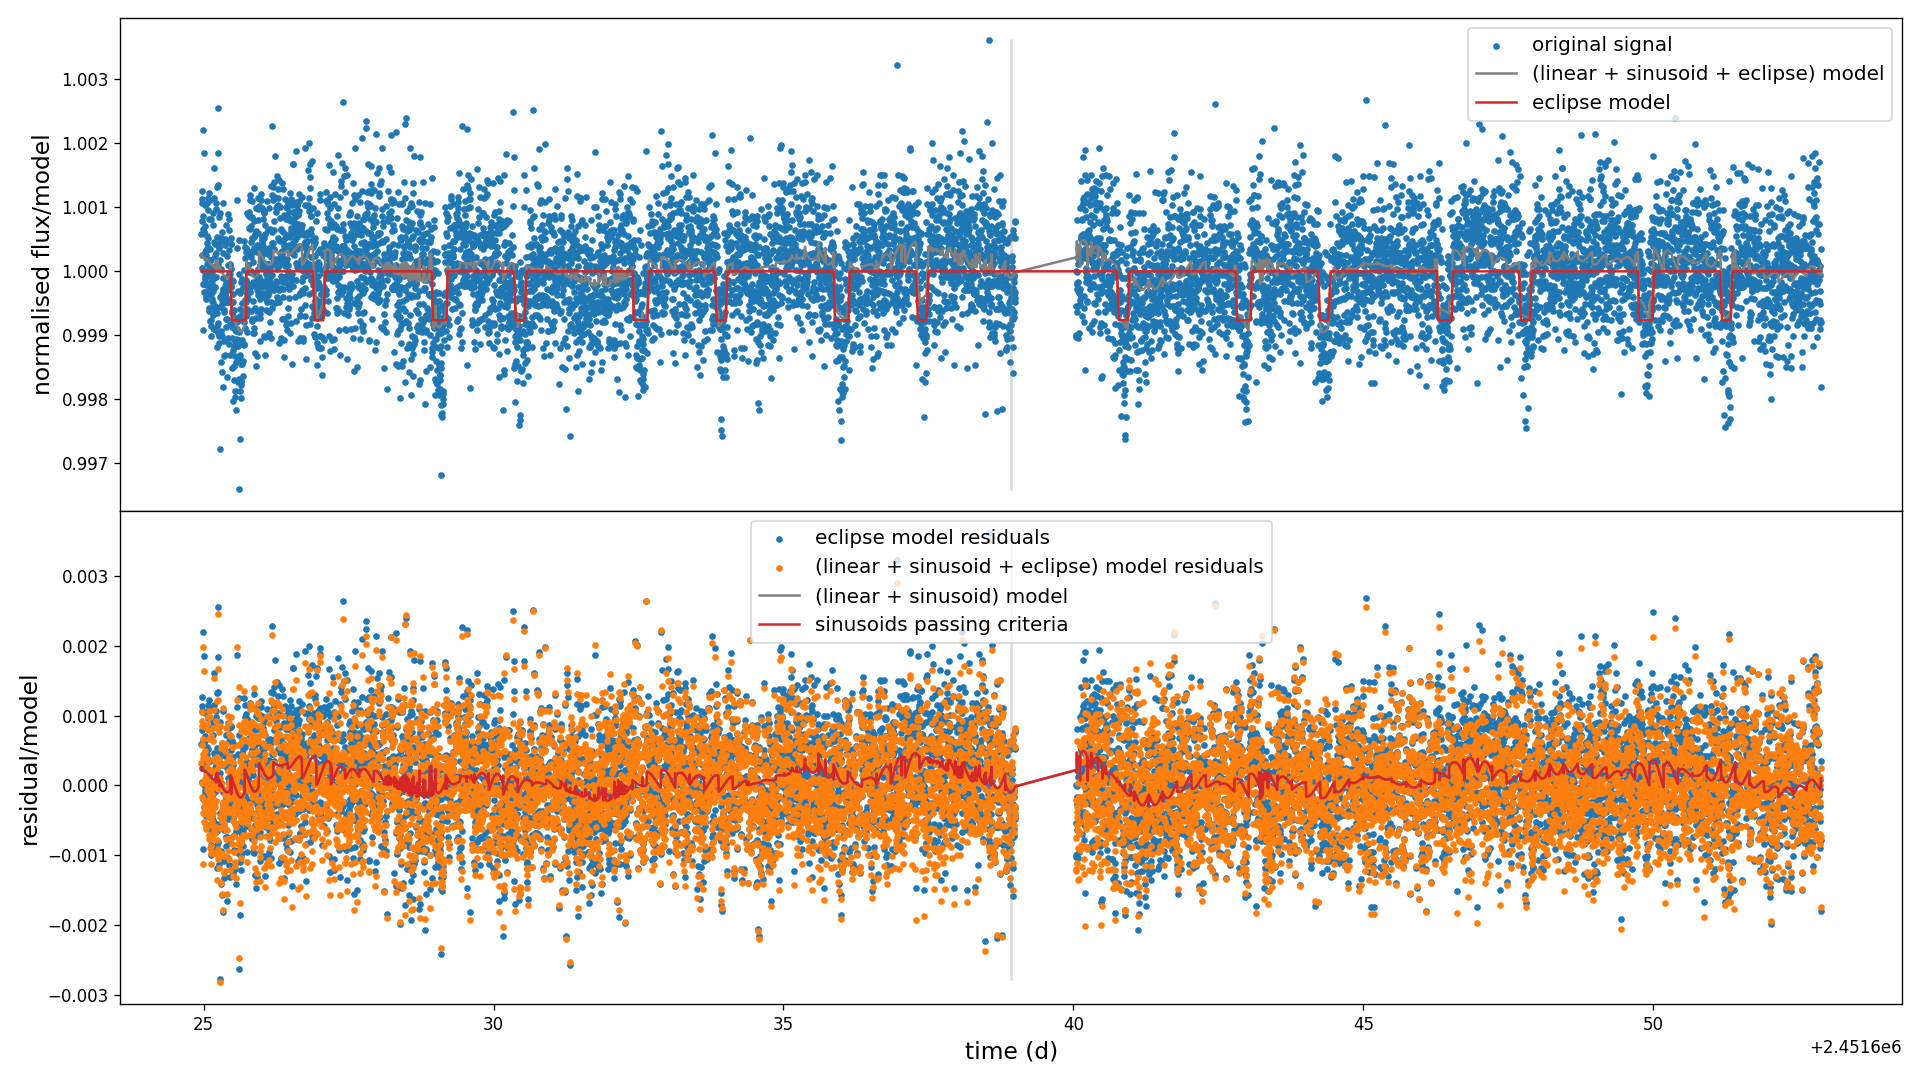 original signal
(linear + sinusoid + eclipse) model
eclipse model
normalised flux/model
1.003
1.002
1.001
1.000
0.999
0.998
0.997
eclipse model residuals
(linear + sinusoid + eclipse) model residuals
(linear + sinusoid) model
sinusoids passing criteria
residual/model
0.003
0.002
0.001
0.000
−0.001
−0.002
−0.003
25 30 35 40 45 50
time (d)
+2.4516e6